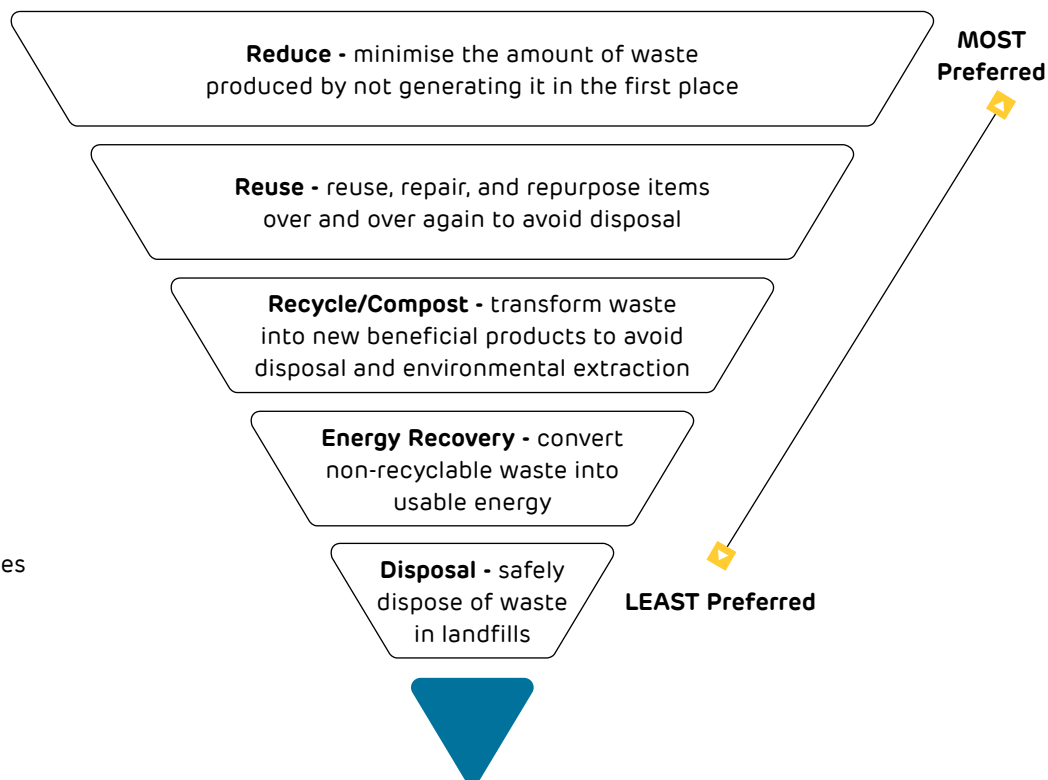 Reduce - minimise the amount of waste
produced by not generating it in the first place
MOST
Preferred
Reuse - reuse, repair, and repurpose items
over and over again to avoid disposal
Recycle/Compost - transform waste
into new beneficial products to avoid
disposal and environmental extraction
Energy Recovery - convert
non-recyclable waste into
usable energy
es
Disposal - safely
dispose of waste
in landfills
LEAST Preferred